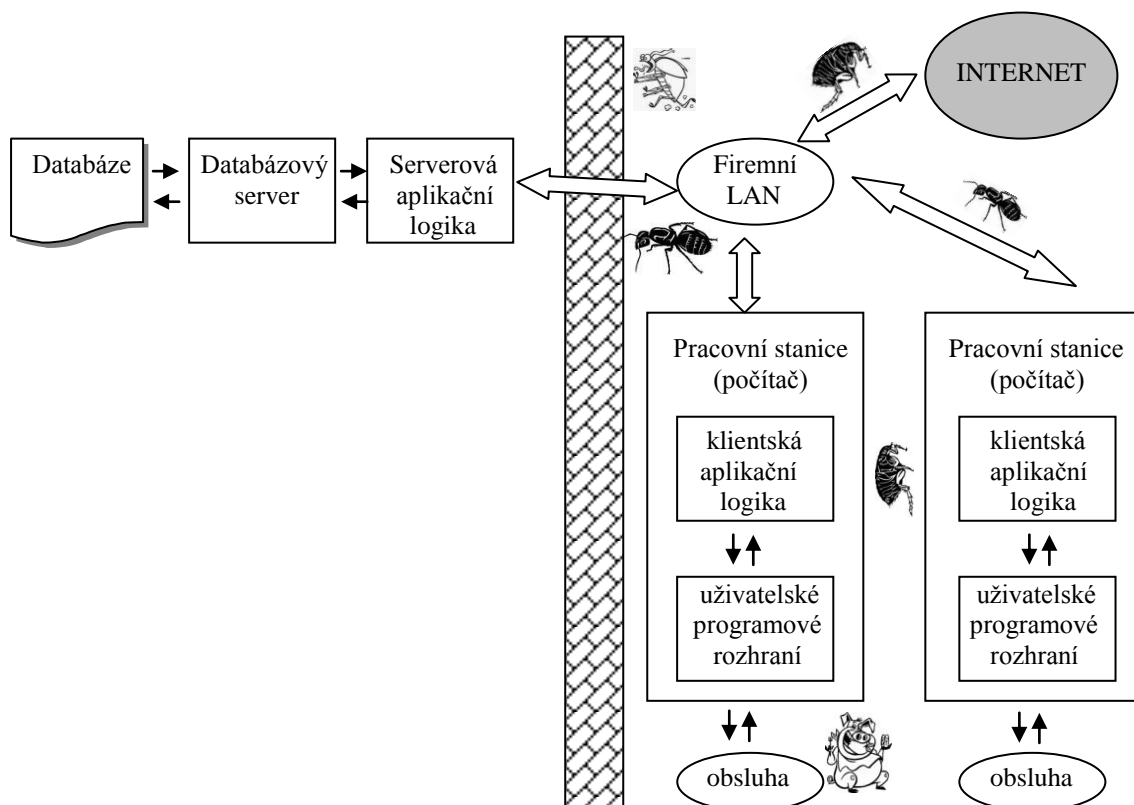 INTERNET
Databáze
Databázový
server
Serverová
aplikační
logika
Firemní
LAN
Pracovní stanice
(počítač)
klientská
aplikační
logika
uživatelské
programové
rozhraní
obsluha
Pracovní stanice
(počítač)
klientská
aplikační
logika
uživatelské
programové
rozhraní
obsluha